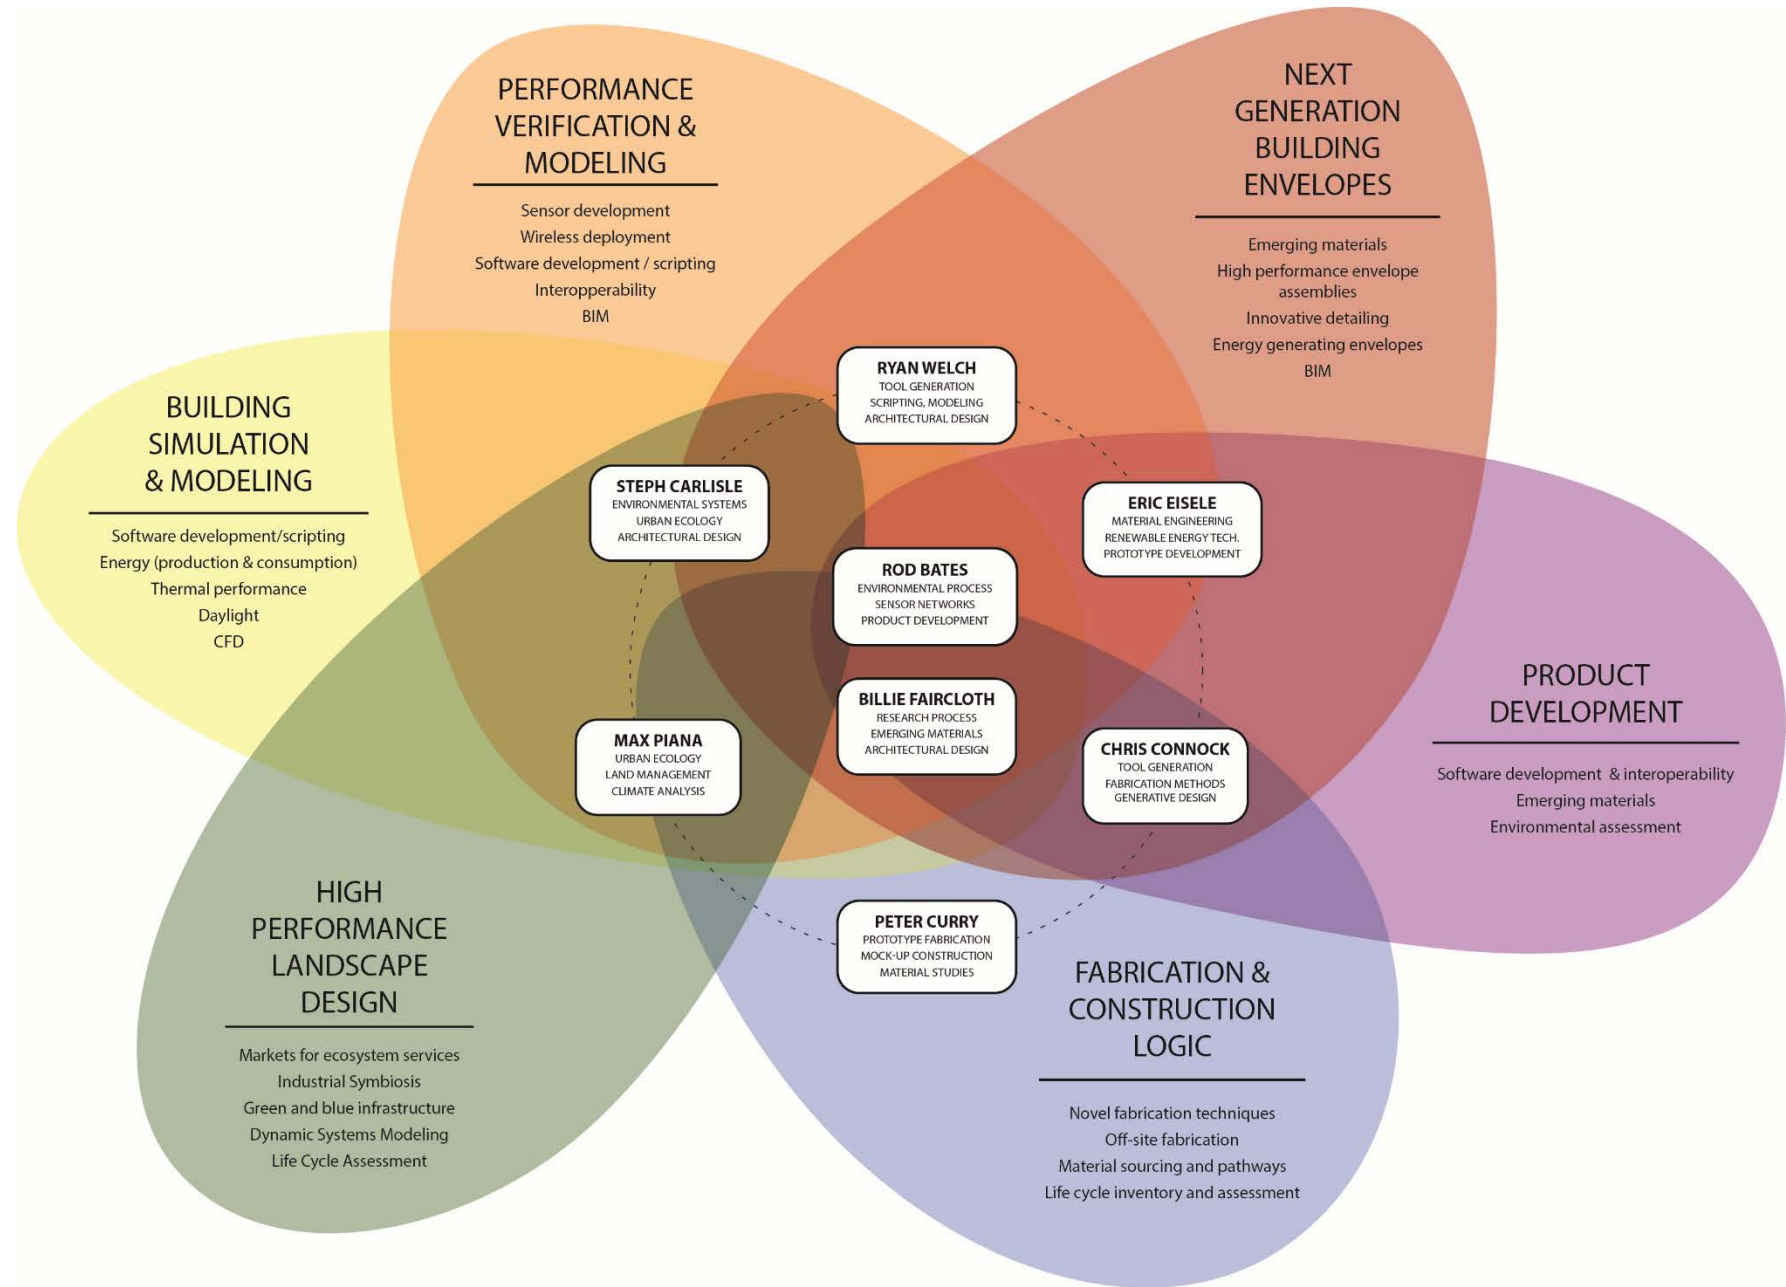 PERFORMANCE
VERIFICATION &
MODELING
Sensor development
Wireless deployment
Software development / scripting
Interopperability
BIM
NEXT
GENERATION
BUILDING
ENVELOPES
Emerging materials
High performance envelope
assemblies
Innovative detailing
Energy generating envelopes
BIM
BUILDING
SIMULATION
& MODELING
Software development/scripting
Energy (production & consumption)
Thermal performance
Daylight
CFD
RYAN WELCH
TOOL GENERATION
SCRIPTING, MODELING
ARCHITECTURAL DESIGN
STEPH CARLISLE
ENVIRONMENTAL SYSTEMS
URBAN ECOLOGY
ARCHITECTURAL DESIGN
ERIC EISELE
MATERIAL ENGINEERING
RENEWABLE ENERGY TECH.
PROTOTYPE DEVELOPMENT
ROD BATES
ENVIRONMENTAL PROCESS
SENSOR NETWORKS
PRODUCT DEVELOPMENT
BILLIE FAIRCLOTH
RESEARCH PROCESS
EMERGING MATERIALS
ARCHITECTURAL DESIGN
MAX PIANA
URBAN ECOLOGY
LAND MANAGEMENT
CLIMATE ANALYSIS
CHRIS CONNOCK
TOOL GENERATION
FABRICATION METHODS
GENERATIVE DESIGN
PETER CURRY
PROTOTYPE FABRICATION
MOCK-UP CONSTRUCTION
MATERIAL STUDIES
PRODUCT
DEVELOPMENT
Software development & interoperability
Emerging materials
Environmental assessment
HIGH
PERFORMANCE
LANDSCAPE
DESIGN
Markets for ecosystem services
Industrial Symbiosis
Green and blue infrastructure
Dynamic Systems Modeling
Life Cycle Assessment
FABRICATION &
CONSTRUCTION
LOGIC
Novel fabrication techniques
Off-site fabrication
Material sourcing and pathways
Life cycle inventory and assessment